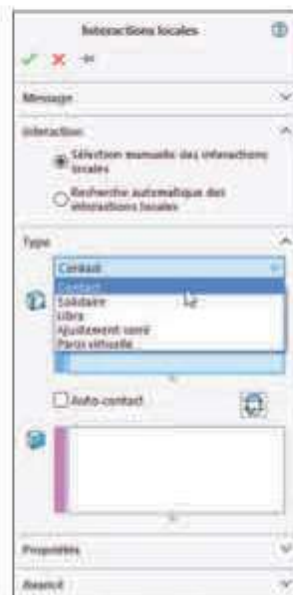 Interactions locales
Message
Interaction
Sélection manuelle des interactions
locales
Recherche automatique des
interactions locales
Type
Contact
Contact
Solidaire
Libre
Ajustement serré
Paroi virtuelle
Auto-contact
Propriétés
Avancé